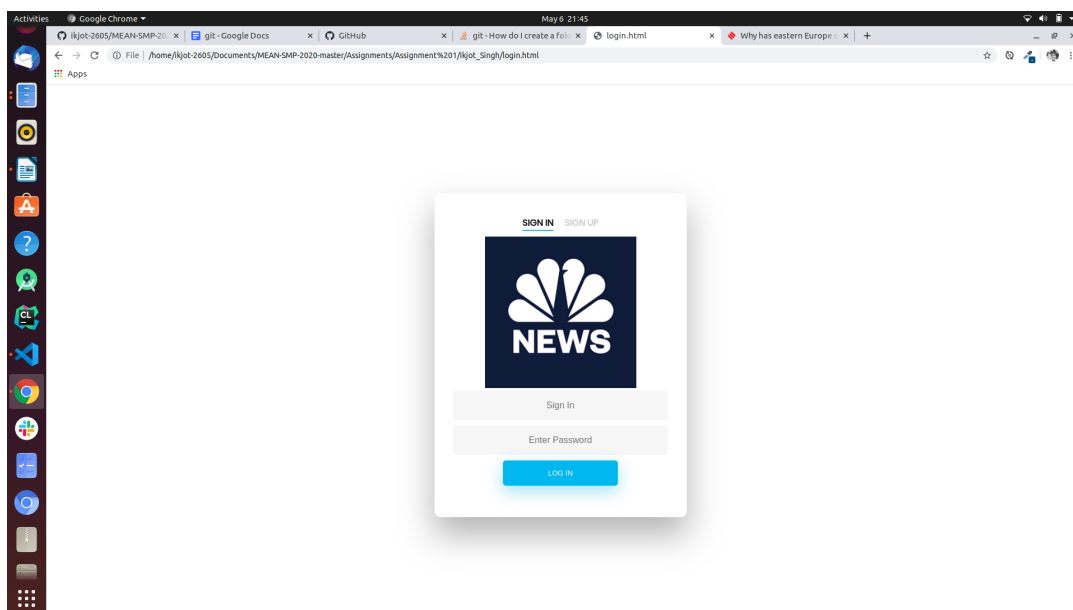 Activities Google Chrome May 6 21:45
ikjot-2605/MEAN-SMP-20 git - Google Docs GitHub git - How do I create a fol login.html Why has eastern Europe s
File /home/ikjot-2605/Documents/MEAN-SMP-2020-master/Assignments/Assignment%201/Ikjot_Singh/login.html
Apps
SIGN IN SIGN UP
NEWS
Sign In
Enter Password
LOG IN
CL